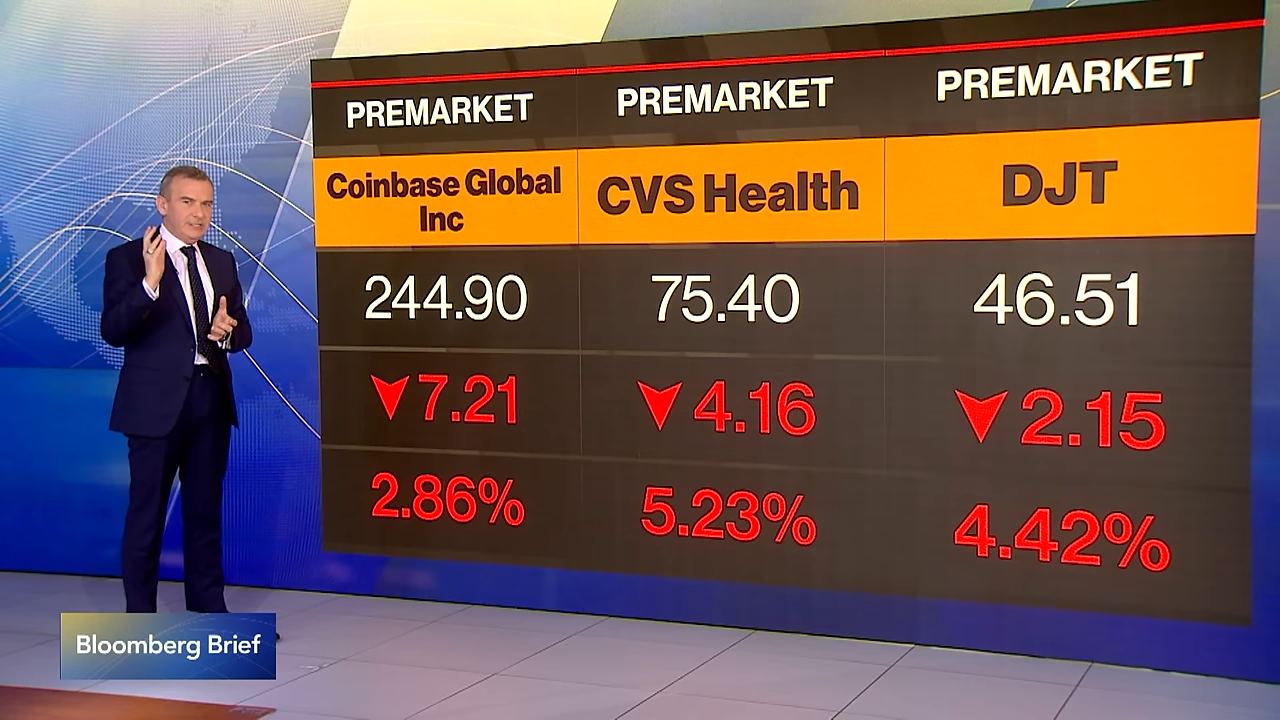 PREMARKET
PREMARKET
PREMARKET
Coinbase Global
Inc
CVS Health
DJT
244.90
75.40
46.51
▼7.21
▼4.16
▼2.15
2.86%
5.23%
4.42%
Bloomberg Brief